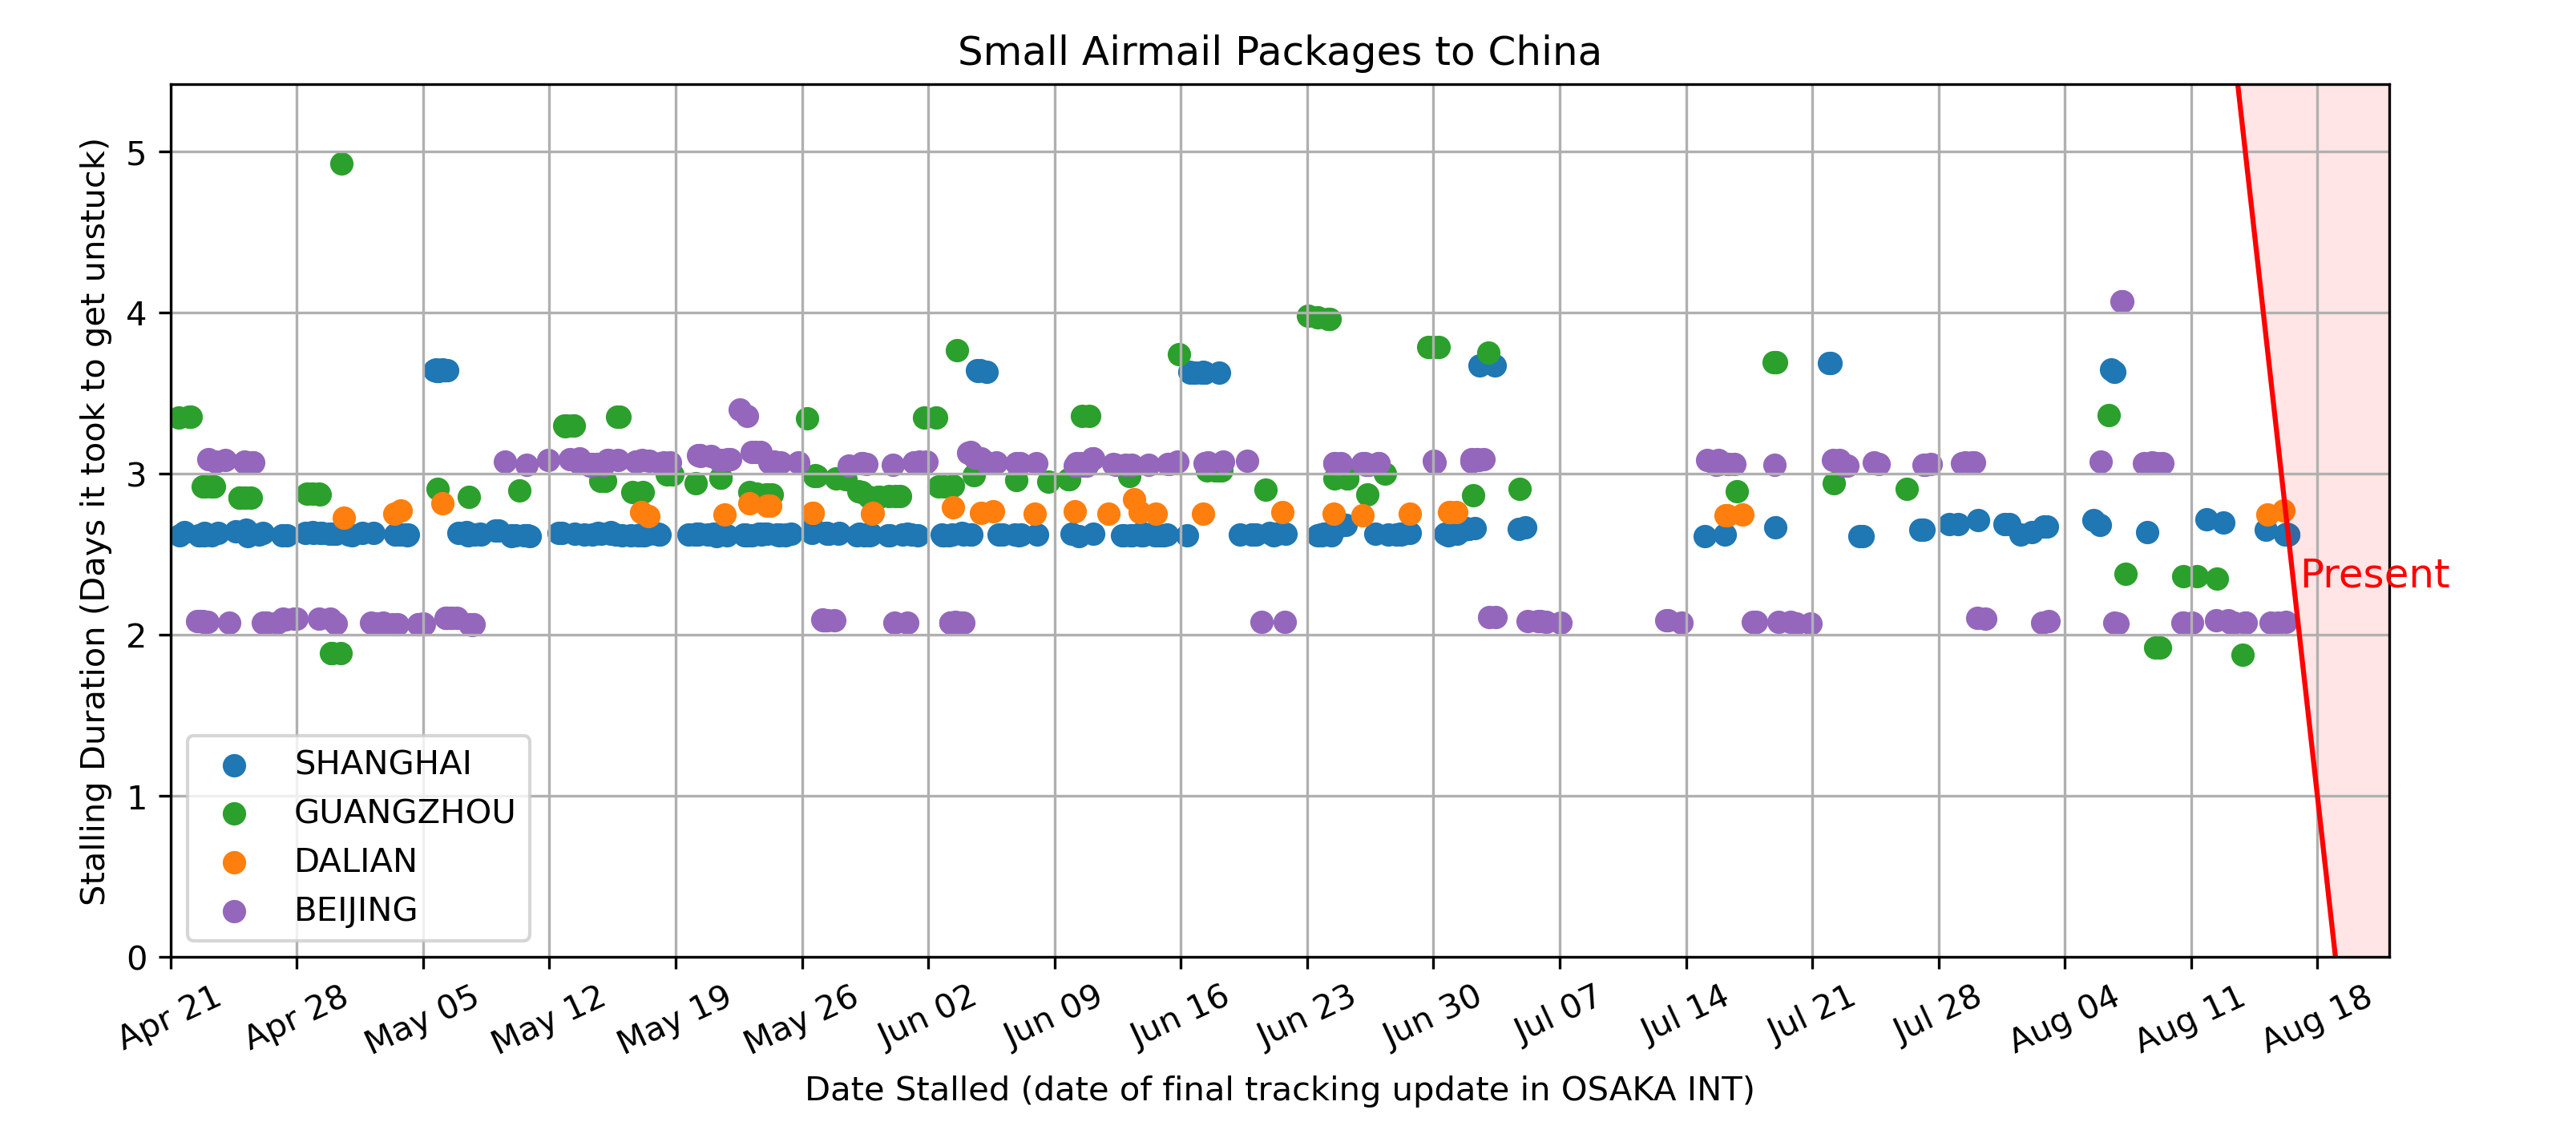 Small Airmail Packages to China
Stalling Duration (Days it took to get unstuck)
5
4
3
2
1
0
Present
SHANGHAI
GUANGZHOU
DALIAN
BEIJING
Apr 21
Apr 28
May 05
May 12
May 19
May 26
Jun 02
Jun 09
Jun 16
Jun 23
Jun 30
Jul 07
Jul 14
Jul 21
Jul 28
Aug 04
Aug 11
Aug 18
Date Stalled (date of final tracking update in OSAKA INT)